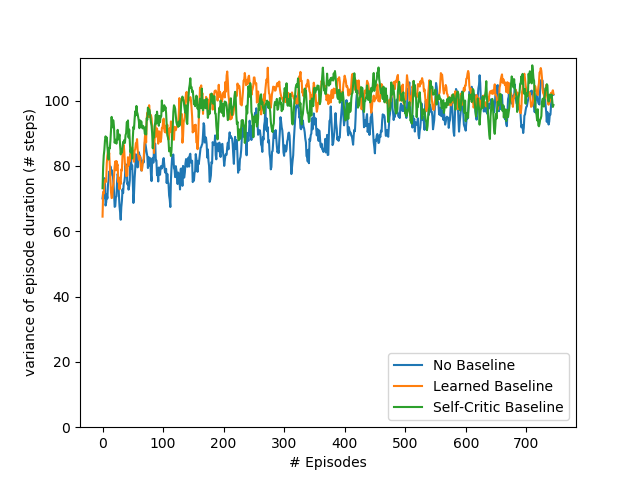 variance of episode duration (# steps)
100
80
60
40
20
0
0 100 200 300 400 500 600 700
# Episodes
No Baseline
Learned Baseline
Self-Critic Baseline